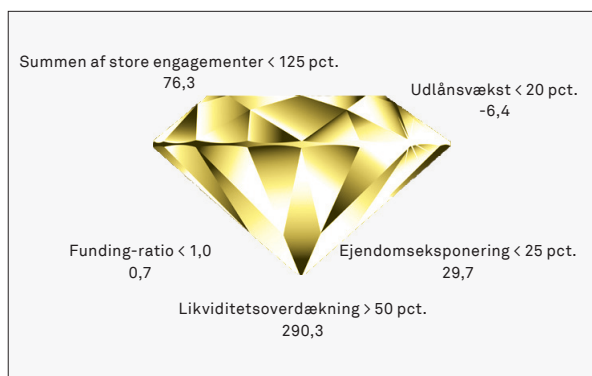 Summen af store engagementer < 125 pct.
76,3
Udlånsvækst < 20 pct.
-6,4
Funding-ratio < 1,0
0,7
Ejendomseksponering < 25 pct.
29,7
Likviditetsoverdækning > 50 pct.
290,3